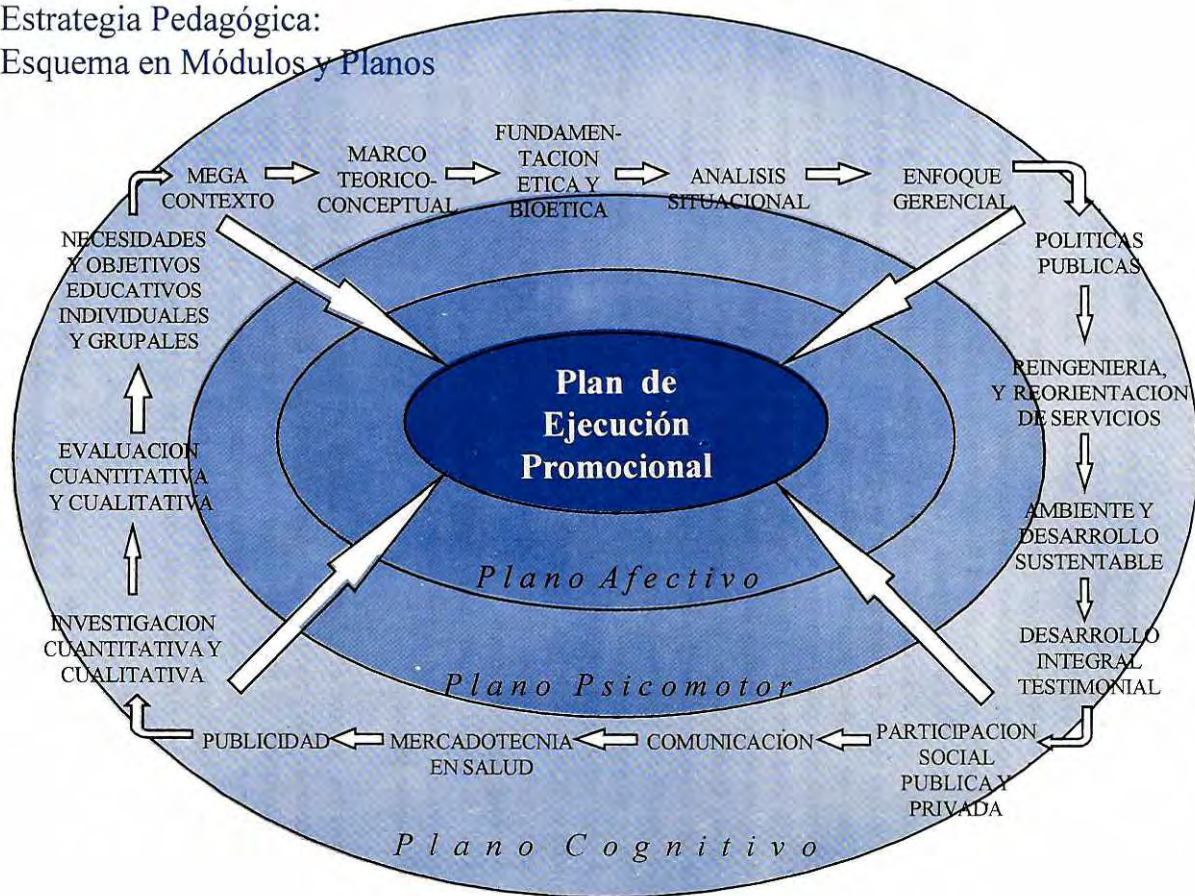 Estrategia Pedagógica:
Esquema en Módulos y Planos
MEGA
CONTEXTO
MARCO
TEORICO-
CONCEPTUAL
FUNDAMEN-
TACION
ETICA Y
BIOETICA
ANALISIS
SITUACIONAL
ENFOQUE
GERENCIAL
POLITICAS
PUBLICAS
REINGENIERIA,
Y REORIENTACION
DE SERVICIOS
AMBIENTE Y
DESARROLLO
SUSTENTABLE
DESARROLLO
INTEGRAL
TESTIMONIAL
PARTICIPACION
SOCIAL
PUBLICA Y
PRIVADA
COMUNICACION
MERCADOTECNIA
EN SALUD
PUBLICIDAD
INVESTIGACION
CUANTITATIVA Y
CUALITATIVA
EVALUACION
CUANTITATIVA
Y CUALITATIVA
NECESIDADES
Y OBJETIVOS
EDUCATIVOS
INDIVIDUALES
Y GRUPALES
Plan de
Ejecución
Promocional
Plano Afectivo
Plano Psicomotor
Plano Cognitivo